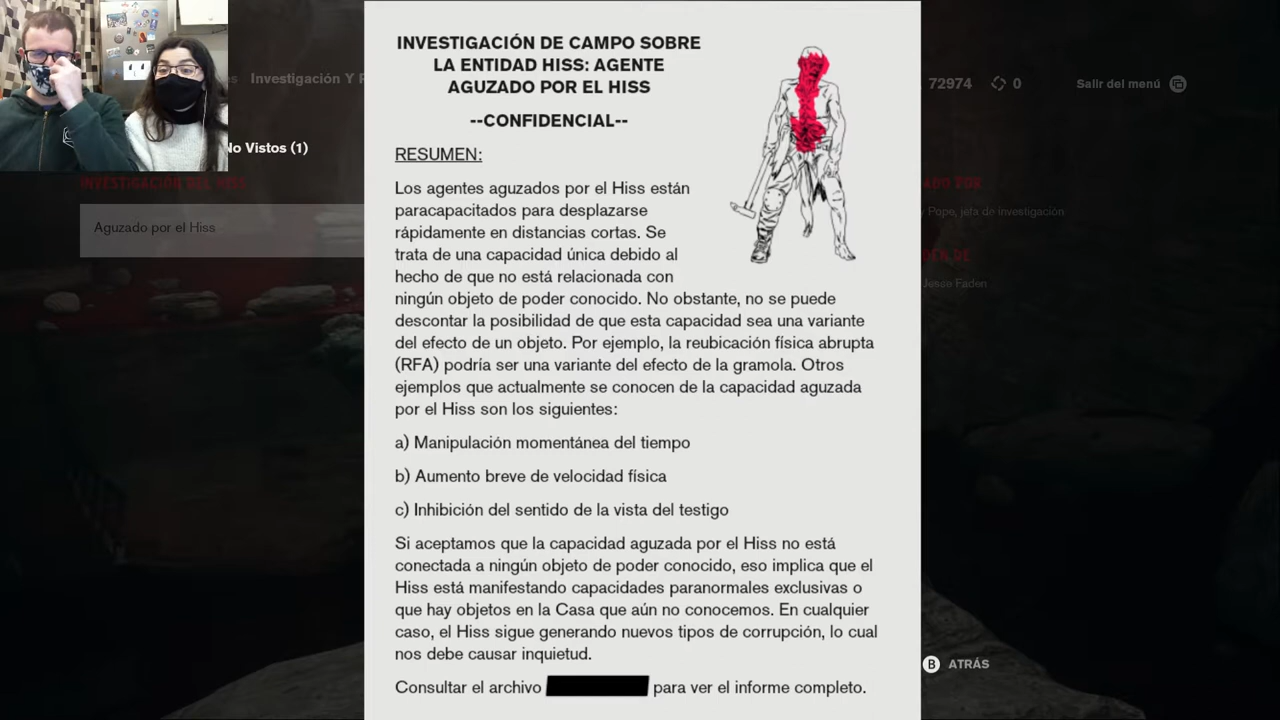 Investigación Y
72974
0
Salir del menú
No Vistos (1)
INVESTIGACIÓN DEL HISS
Aguzado por el Hiss
INVESTIGACIÓN DE CAMPO SOBRE
LA ENTIDAD HISS: AGENTE
AGUZADO POR EL HISS
--CONFIDENCIAL--
RESUMEN:
Los agentes aguzados por el Hiss están
paracapacitados para desplazarse
rápidamente en distancias cortas. Se
trata de una capacidad única debido al
hecho de que no está relacionada con
ningún objeto de poder conocido. No obstante, no se puede
descontar la posibilidad de que esta capacidad sea una variante
del efecto de un objeto. Por ejemplo, la reubicación física abrupta
(RFA) podría ser una variante del efecto de la gramola. Otros
ejemplos que actualmente se conocen de la capacidad aguzada
por el Hiss son los siguientes:
a) Manipulación momentánea del tiempo
b) Aumento breve de velocidad física
c) Inhibición del sentido de la vista del testigo
Si aceptamos que la capacidad aguzada por el Hiss no está
conectada a ningún objeto de poder conocido, eso implica que el
Hiss está manifestando capacidades paranormales exclusivas o
que hay objetos en la Casa que aún no conocemos. En cualquier
caso, el Hiss sigue generando nuevos tipos de corrupción, lo cual
nos debe causar inquietud.
Consultar el archivo para ver el informe completo.
Pope, jefa de investigación
Jesse Faden
B ATRÁS